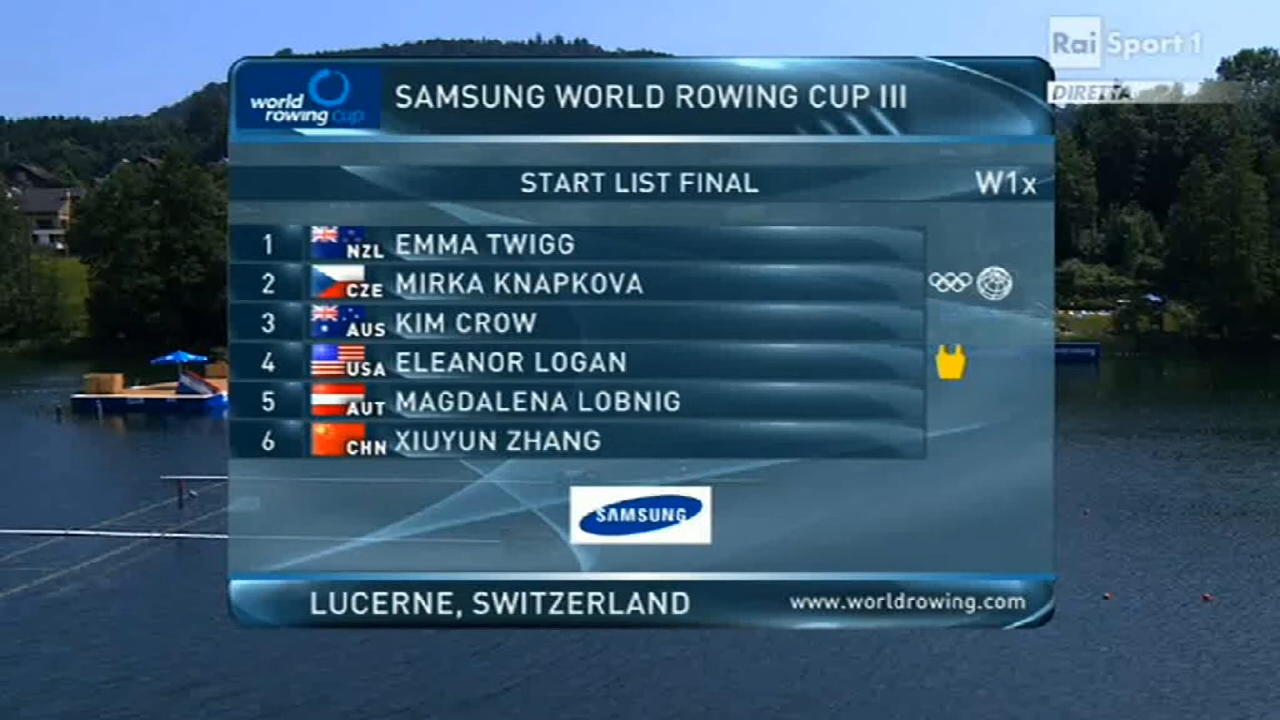 Rai Sport 1
DIRETTA
world rowing cup
SAMSUNG WORLD ROWING CUP III
START LIST FINAL W1x
1 NZL EMMA TWIGG
2 CZE MIRKA KNAPKOVA
3 AUS KIM CROW
4 USA ELEANOR LOGAN
5 AUT MAGDALENA LOBNIG
6 CHN XIUYUN ZHANG
SAMSUNG
LUCERNE, SWITZERLAND www.worldrowing.com